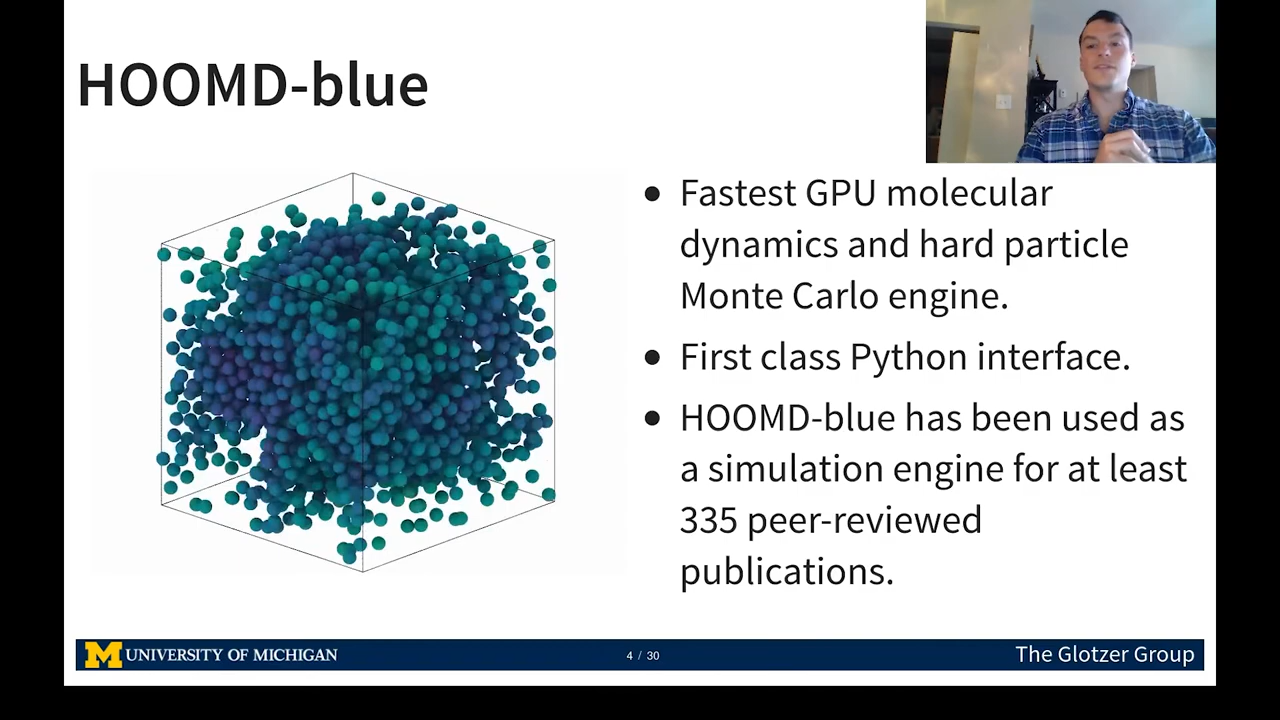 HOOMD-blue
• Fastest GPU molecular
dynamics and hard particle
Monte Carlo engine.
• First class Python interface.
• HOOMD-blue has been used as
a simulation engine for at least
335 peer-reviewed
publications.
M UNIVERSITY OF MICHIGAN
4 / 30
The Glotzer Group